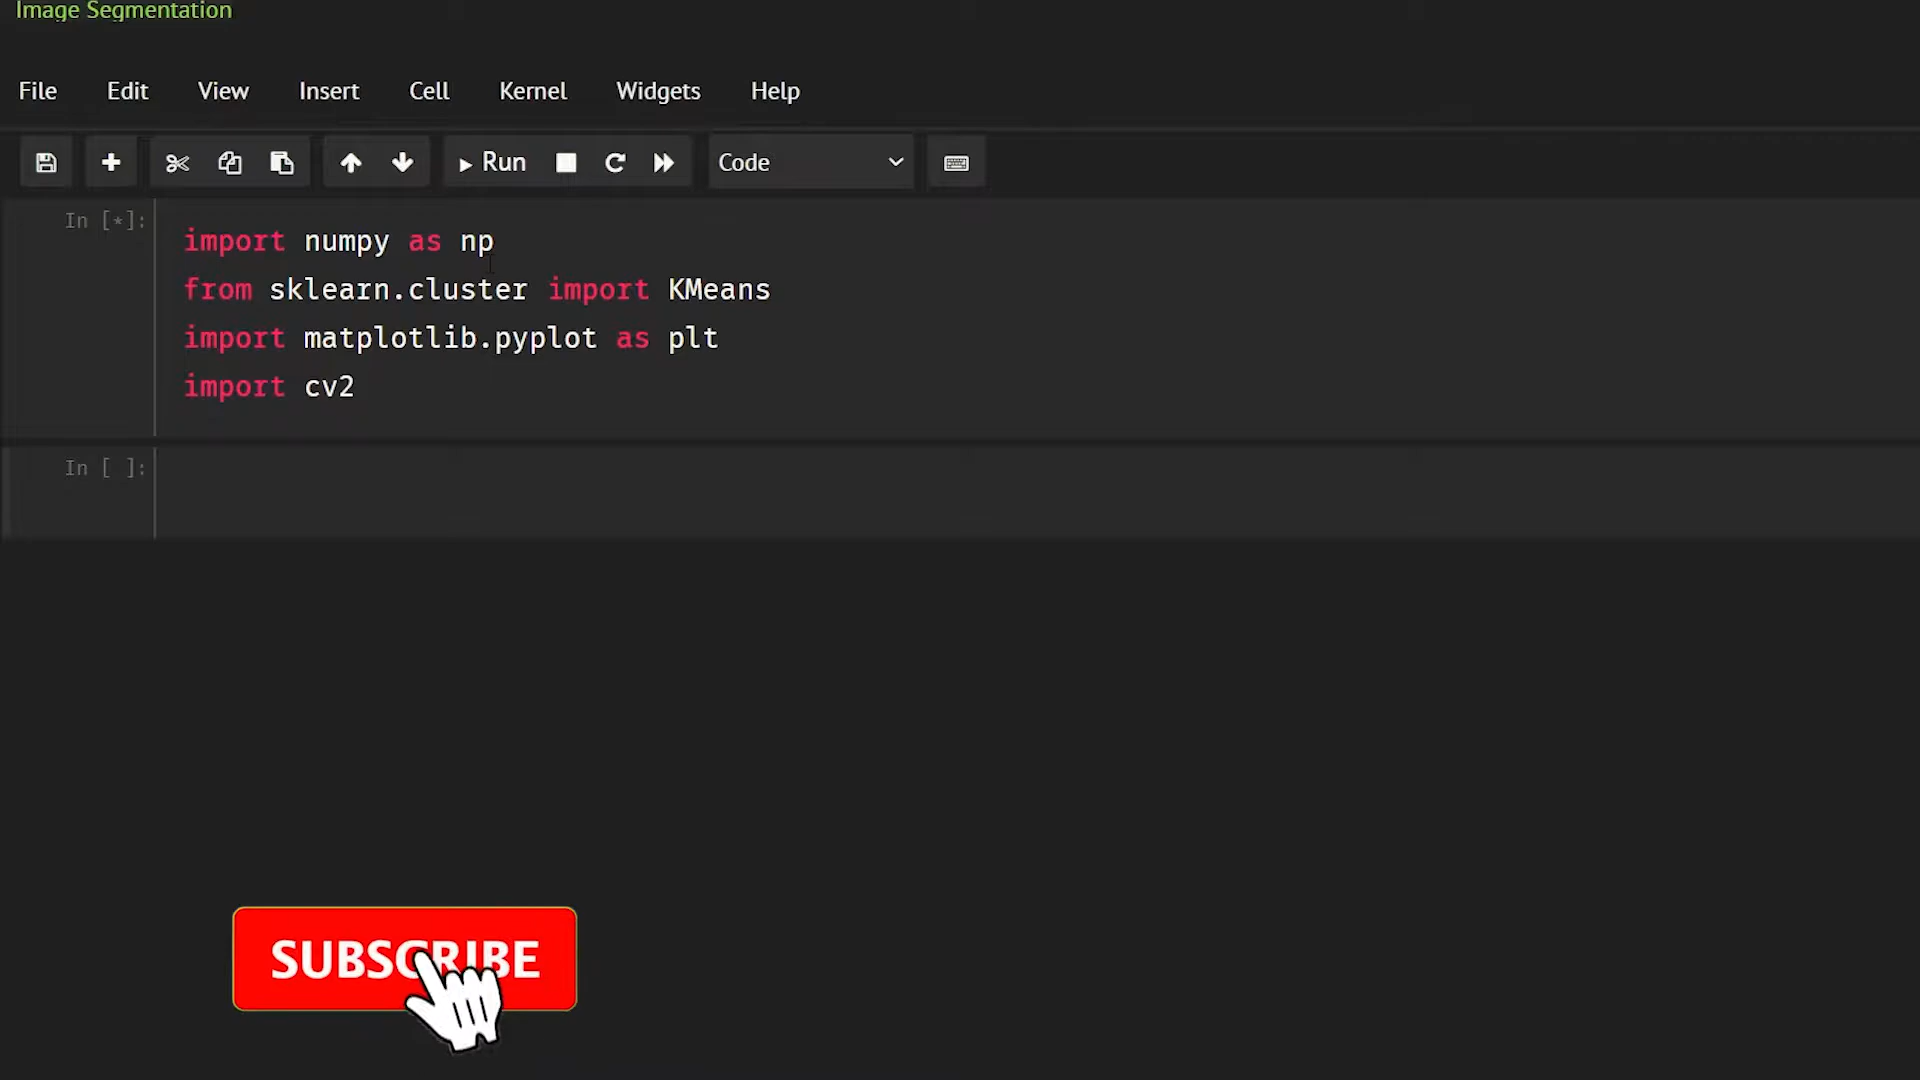 Image Segmentation
File Edit View Insert Cell Kernel Widgets Help
Run Code
In [*]:
import numpy as np
from sklearn.cluster import KMeans
import matplotlib.pyplot as plt
import cv2
In [ ]:
SUBSCRIBE